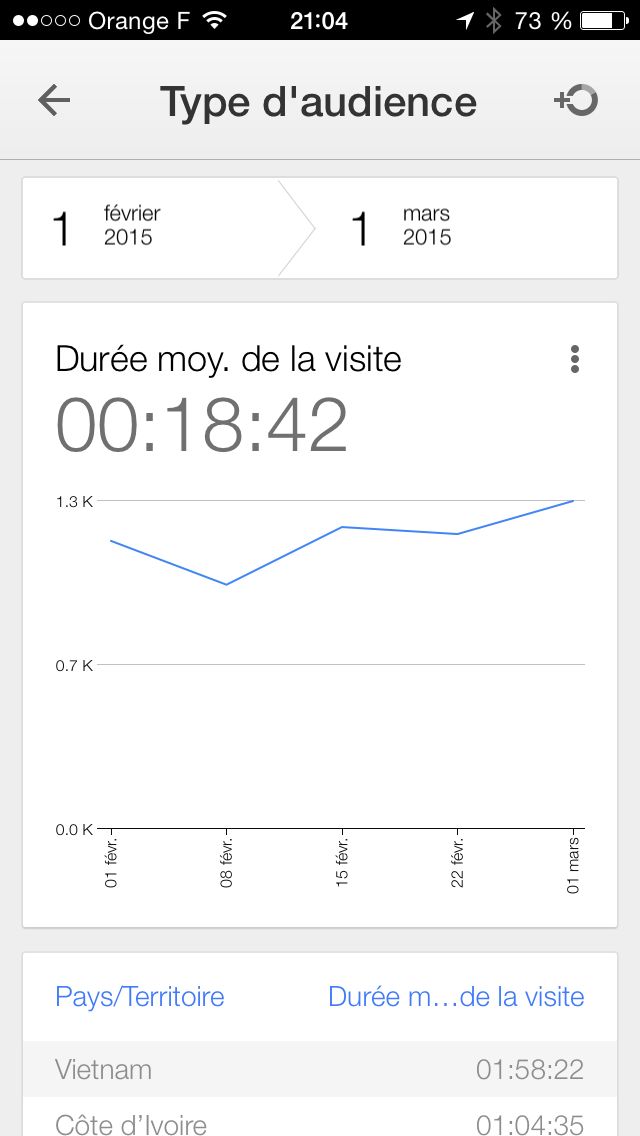 Orange F 21:04 73 %
Type d'audience
1 février 2015 1 mars 2015
Durée moy. de la visite
00:18:42
1.3 K
0.7 K
0.0 K
01 févr. 08 févr. 15 févr. 22 févr. 01 mars
Pays/Territoire Durée m…de la visite
Vietnam 01:58:22
Côte d'Ivoire 01:04:35